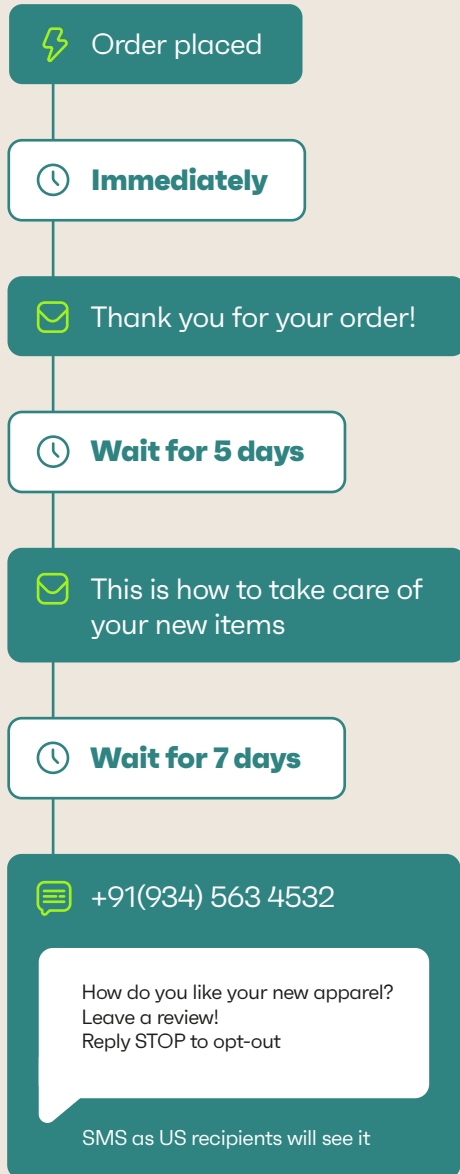 Order placed
Immediately
Thank you for your order!
Wait for 5 days
This is how to take care of
your new items
Wait for 7 days
+91(934) 563 4532
How do you like your new apparel?
Leave a review!
Reply STOP to opt-out
SMS as US recipients will see it